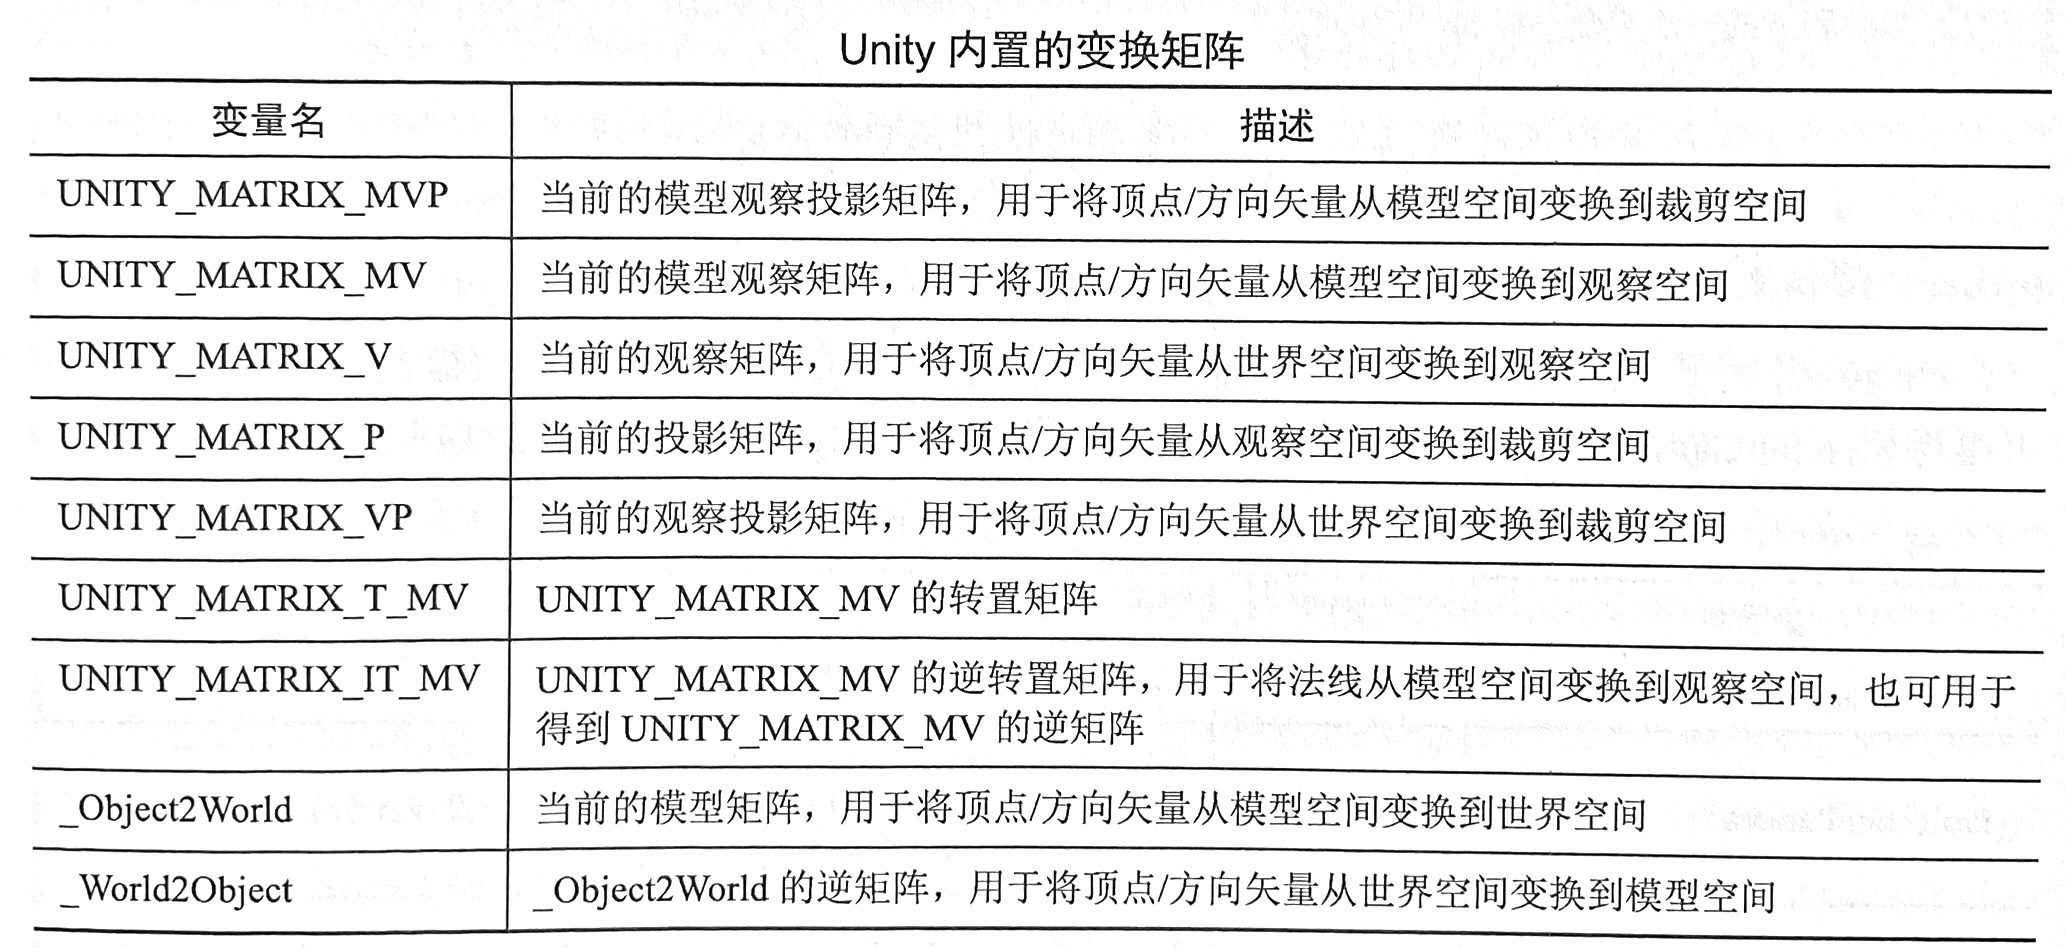 Unity 内置的变换矩阵
变量名 描述
UNITY_MATRIX_MVP 当前的模型观察投影矩阵，用于将顶点/方向矢量从模型空间变换到裁剪空间
UNITY_MATRIX_MV 当前的模型观察矩阵，用于将顶点/方向矢量从模型空间变换到观察空间
UNITY_MATRIX_V 当前的观察矩阵，用于将顶点/方向矢量从世界空间变换到观察空间
UNITY_MATRIX_P 当前的投影矩阵，用于将顶点/方向矢量从观察空间变换到裁剪空间
UNITY_MATRIX_VP 当前的观察投影矩阵，用于将顶点/方向矢量从世界空间变换到裁剪空间
UNITY_MATRIX_T_MV UNITY_MATRIX_MV 的转置矩阵
UNITY_MATRIX_IT_MV UNITY_MATRIX_MV 的逆转置矩阵，用于将法线从模型空间变换到观察空间，也可用于
得到 UNITY_MATRIX_MV 的逆矩阵
_Object2World 当前的模型矩阵，用于将顶点/方向矢量从模型空间变换到世界空间
_World2Object _Object2World 的逆矩阵，用于将顶点/方向矢量从世界空间变换到模型空间